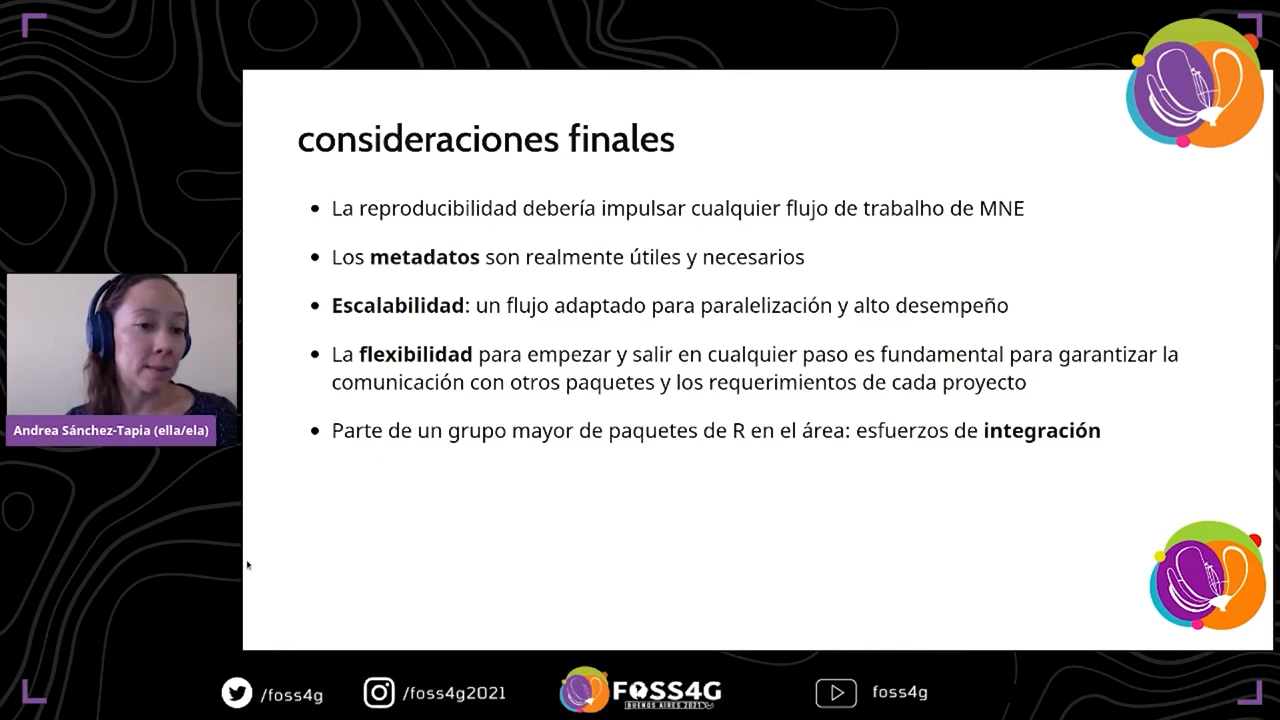 consideraciones finales
La reproducibilidad debería impulsar cualquier flujo de trabalho de MNE
Los metadatos son realmente útiles y necesarios
Escalabilidad: un flujo adaptado para paralelización y alto desempeño
La flexibilidad para empezar y salir en cualquier paso es fundamental para garantizar la
comunicación con otros paquetes y los requerimientos de cada proyecto
Parte de un grupo mayor de paquetes de R en el área: esfuerzos de integración
Andrea Sánchez-Tapia (ella/ela)
/foss4g
/foss4g2021
FOSS4G
BUENOS AIRES 2021
foss4g